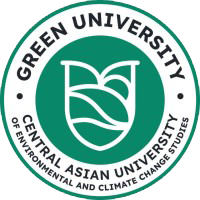 GREEN UNIVERSITY
CENTRAL ASIAN UNIVERSITY
OF ENVIRONMENTAL AND CLIMATE CHANGE STUDIES